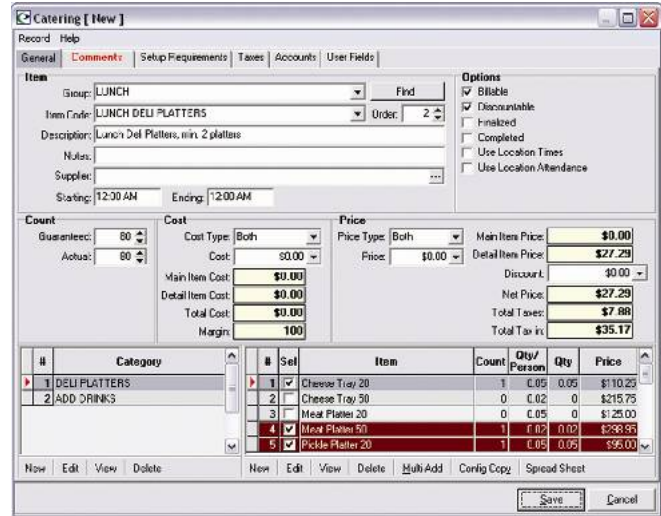 Catering [ New ]
Record Help
General Comments Setup Requirements Taxes Accounts User Fields
Item
Group: LUNCH Find
Item Code: LUNCH DELI PLATTERS Order: 2
Description: Lunch Deli Platters, min. 2 platters
Notes:
Supplier: ...
Starting: 12:00 AM Ending: 12:00 AM
Options
Billable
Discountable
Finalized
Completed
Use Location Times
Use Location Attendance
Count
Guaranteed: 80
Actual: 80
Cost
Cost Type: Both
Cost: $0.00
Main Item Cost: $0.00
Detail Item Cost: $0.00
Total Cost: $0.00
Margin: 100
Price
Price Type: Both
Price: $0.00
Main Item Price: $0.00
Detail Item Price: $27.29
Discount: $0.00
Net Price: $27.29
Total Taxes: $7.88
Total Tax in: $35.17
# Category
1 DELI PLATTERS
2 ADD DRINKS
New Edit View Delete
# Sel Item Count Qty/Person Qty Price
1 Cheese Tray 20 1 0.05 0.05 $110.25
2 Cheese Tray 50 0 0.02 0 $215.75
3 Meat Platter 20 0 0.05 0 $125.00
4 Meat Platter 50 1 0.02 0.02 $298.95
5 Pickle Platter 20 1 0.05 0.05 $95.00
New Edit View Delete Multi Add Config Copy Spread Sheet
Save Cancel